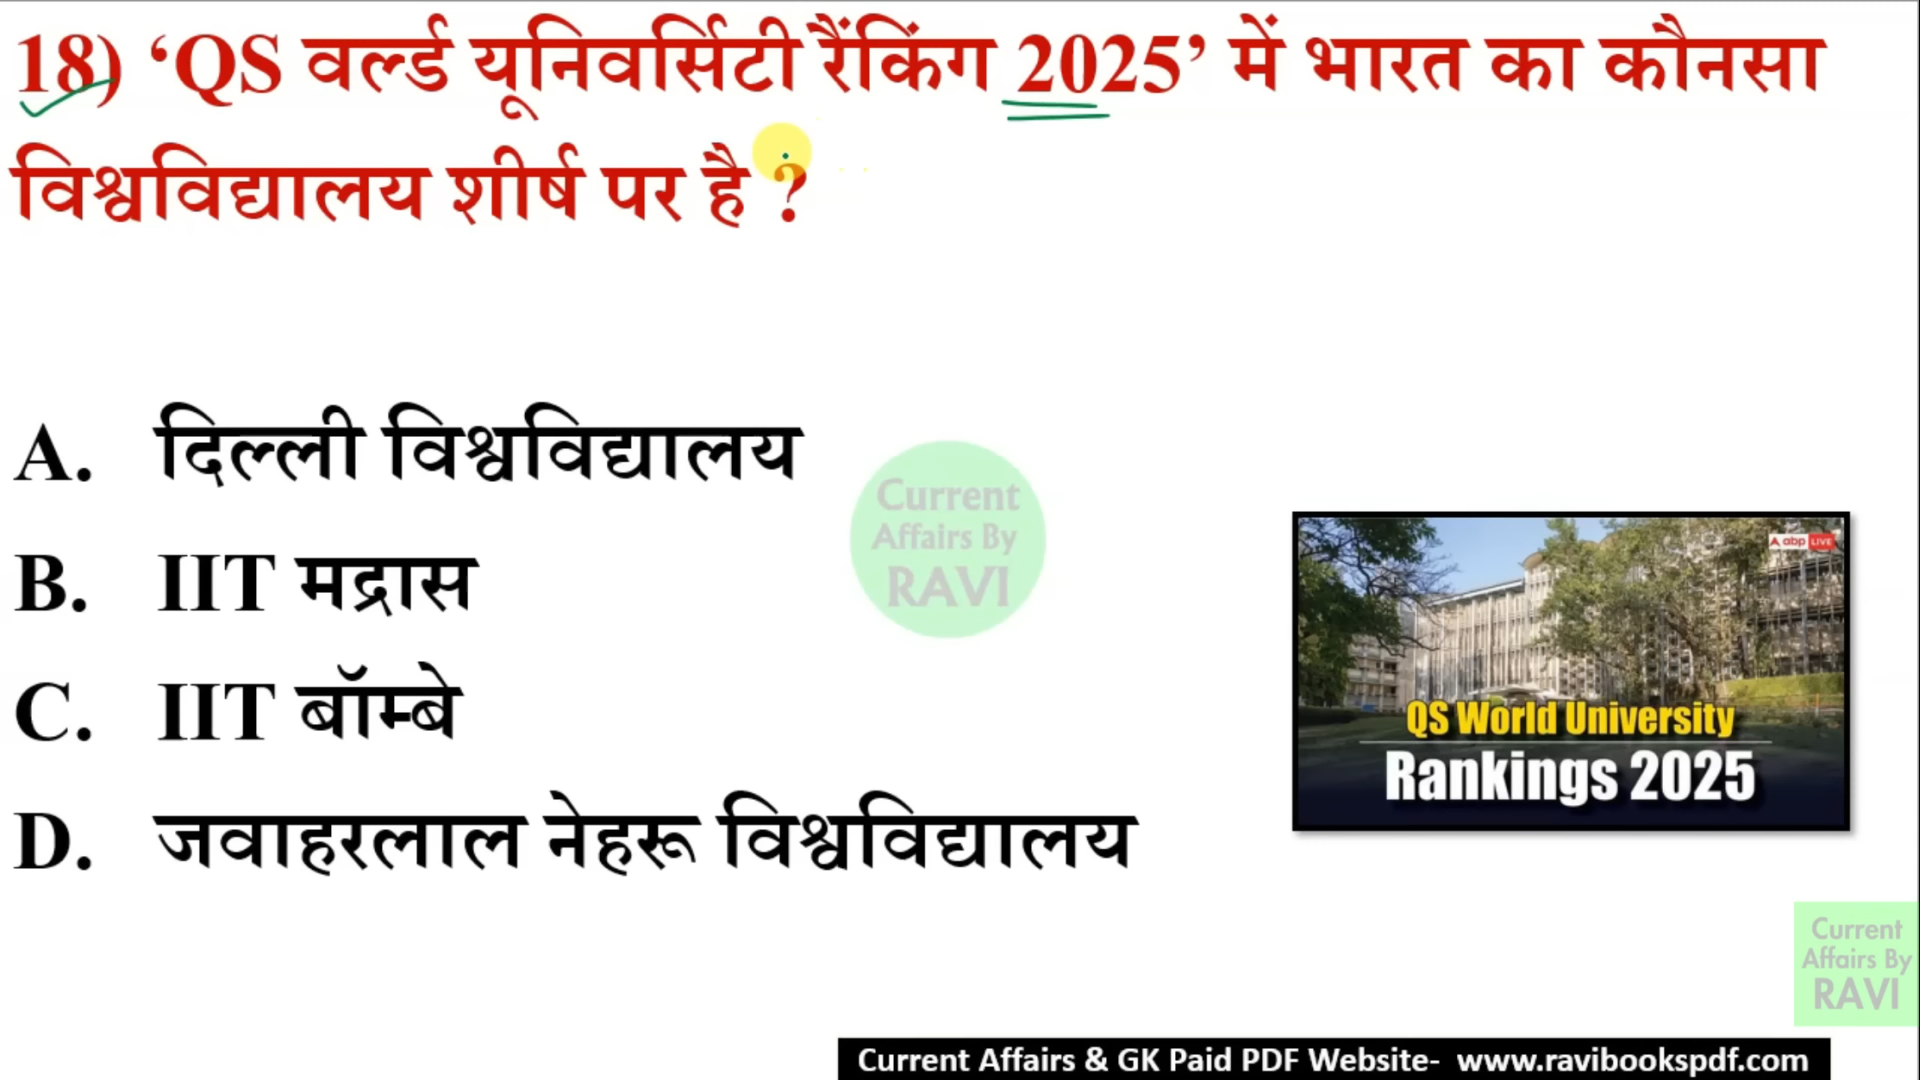 18) ‘QS वर्ल्ड यूनिवर्सिटी रैंकिंग 2025’ में भारत का कौनसा
विश्वविद्यालय शीर्ष पर है ?
A. दिल्ली विश्वविद्यालय
B. IIT मद्रास
C. IIT बॉम्बे
D. जवाहरलाल नेहरू विश्वविद्यालय
Current
Affairs By
RAVI
abp LIVE
QS World University
Rankings 2025
Current
Affairs By
RAVI
Current Affairs & GK Paid PDF Website- www.ravibookspdf.com